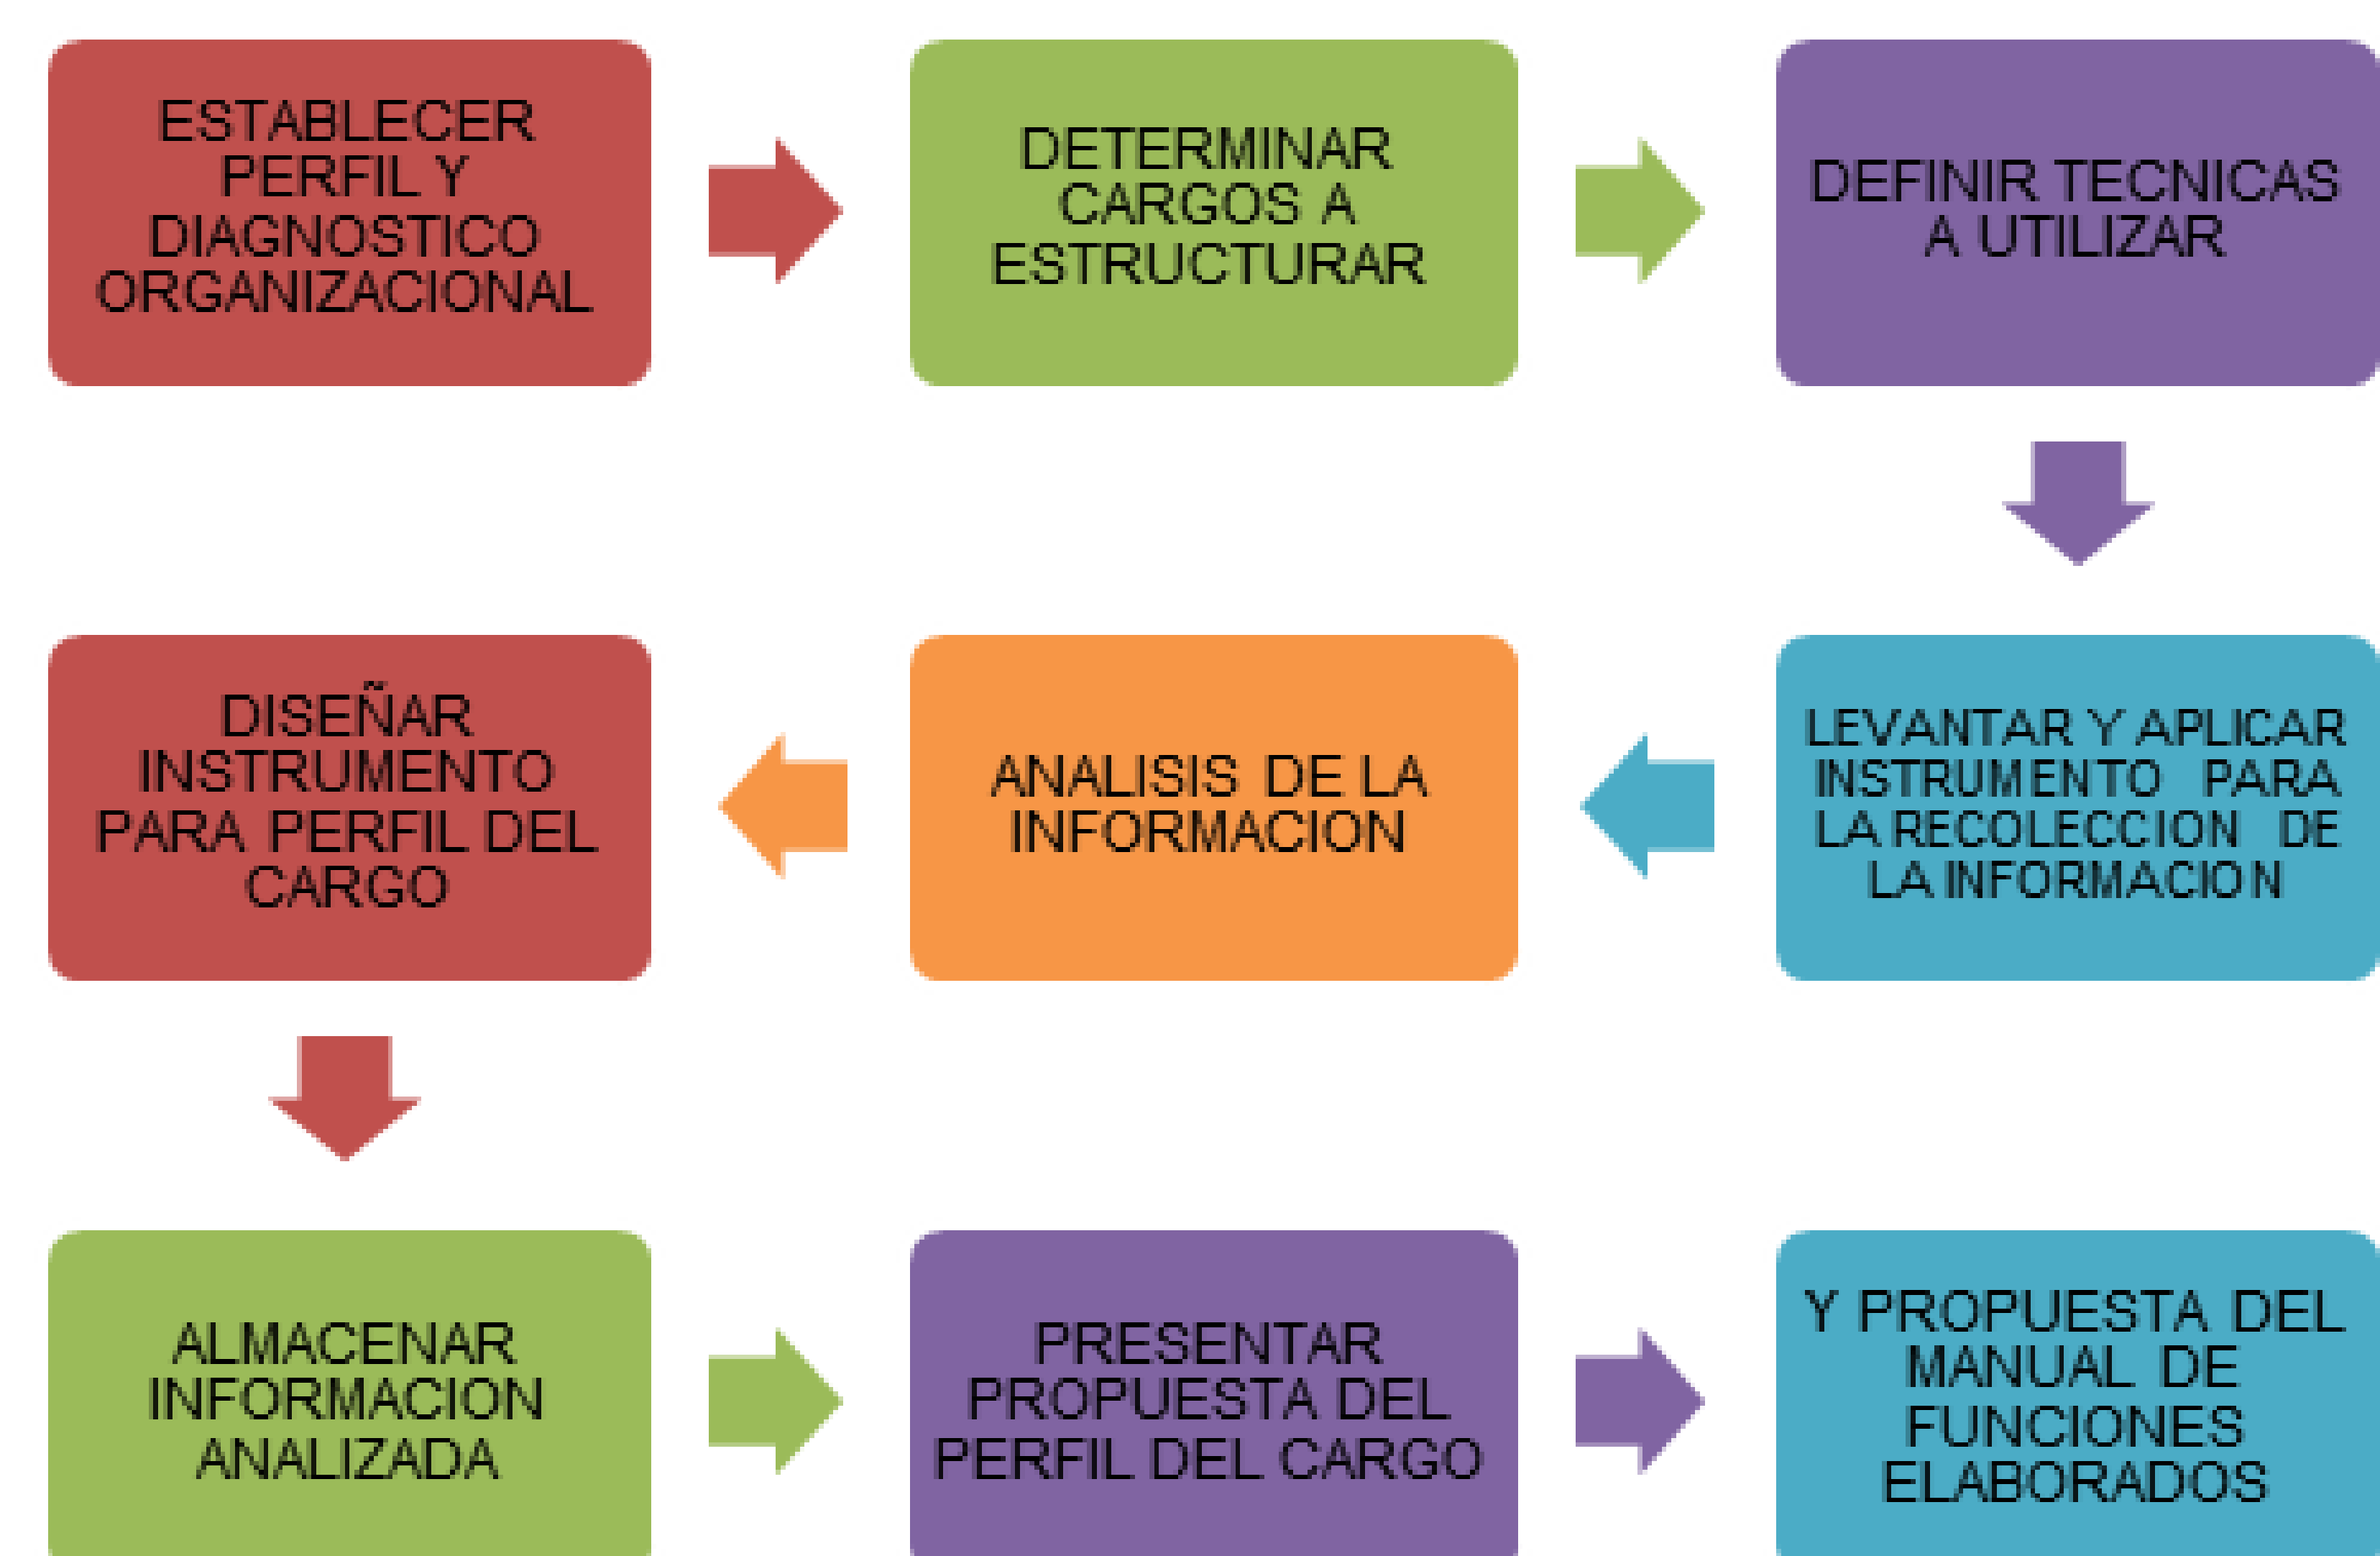 ESTABLECER
PERFIL Y
DIAGNOSTICO
ORGANIZACIONAL
DETERMINAR
CARGOS A
ESTRUCTURAR
DEFINIR TECNICAS
A UTILIZAR
LEVANTAR Y APLICAR
INSTRUMENTO PARA
LA RECOLECCION DE
LA INFORMACION
ANALISIS DE LA
INFORMACION
DISEÑAR
INSTRUMENTO
PARA PERFIL DEL
CARGO
ALMACENAR
INFORMACION
ANALIZADA
PRESENTAR
PROPUESTA DEL
PERFIL DEL CARGO
Y PROPUESTA DEL
MANUAL DE
FUNCIONES
ELABORADOS